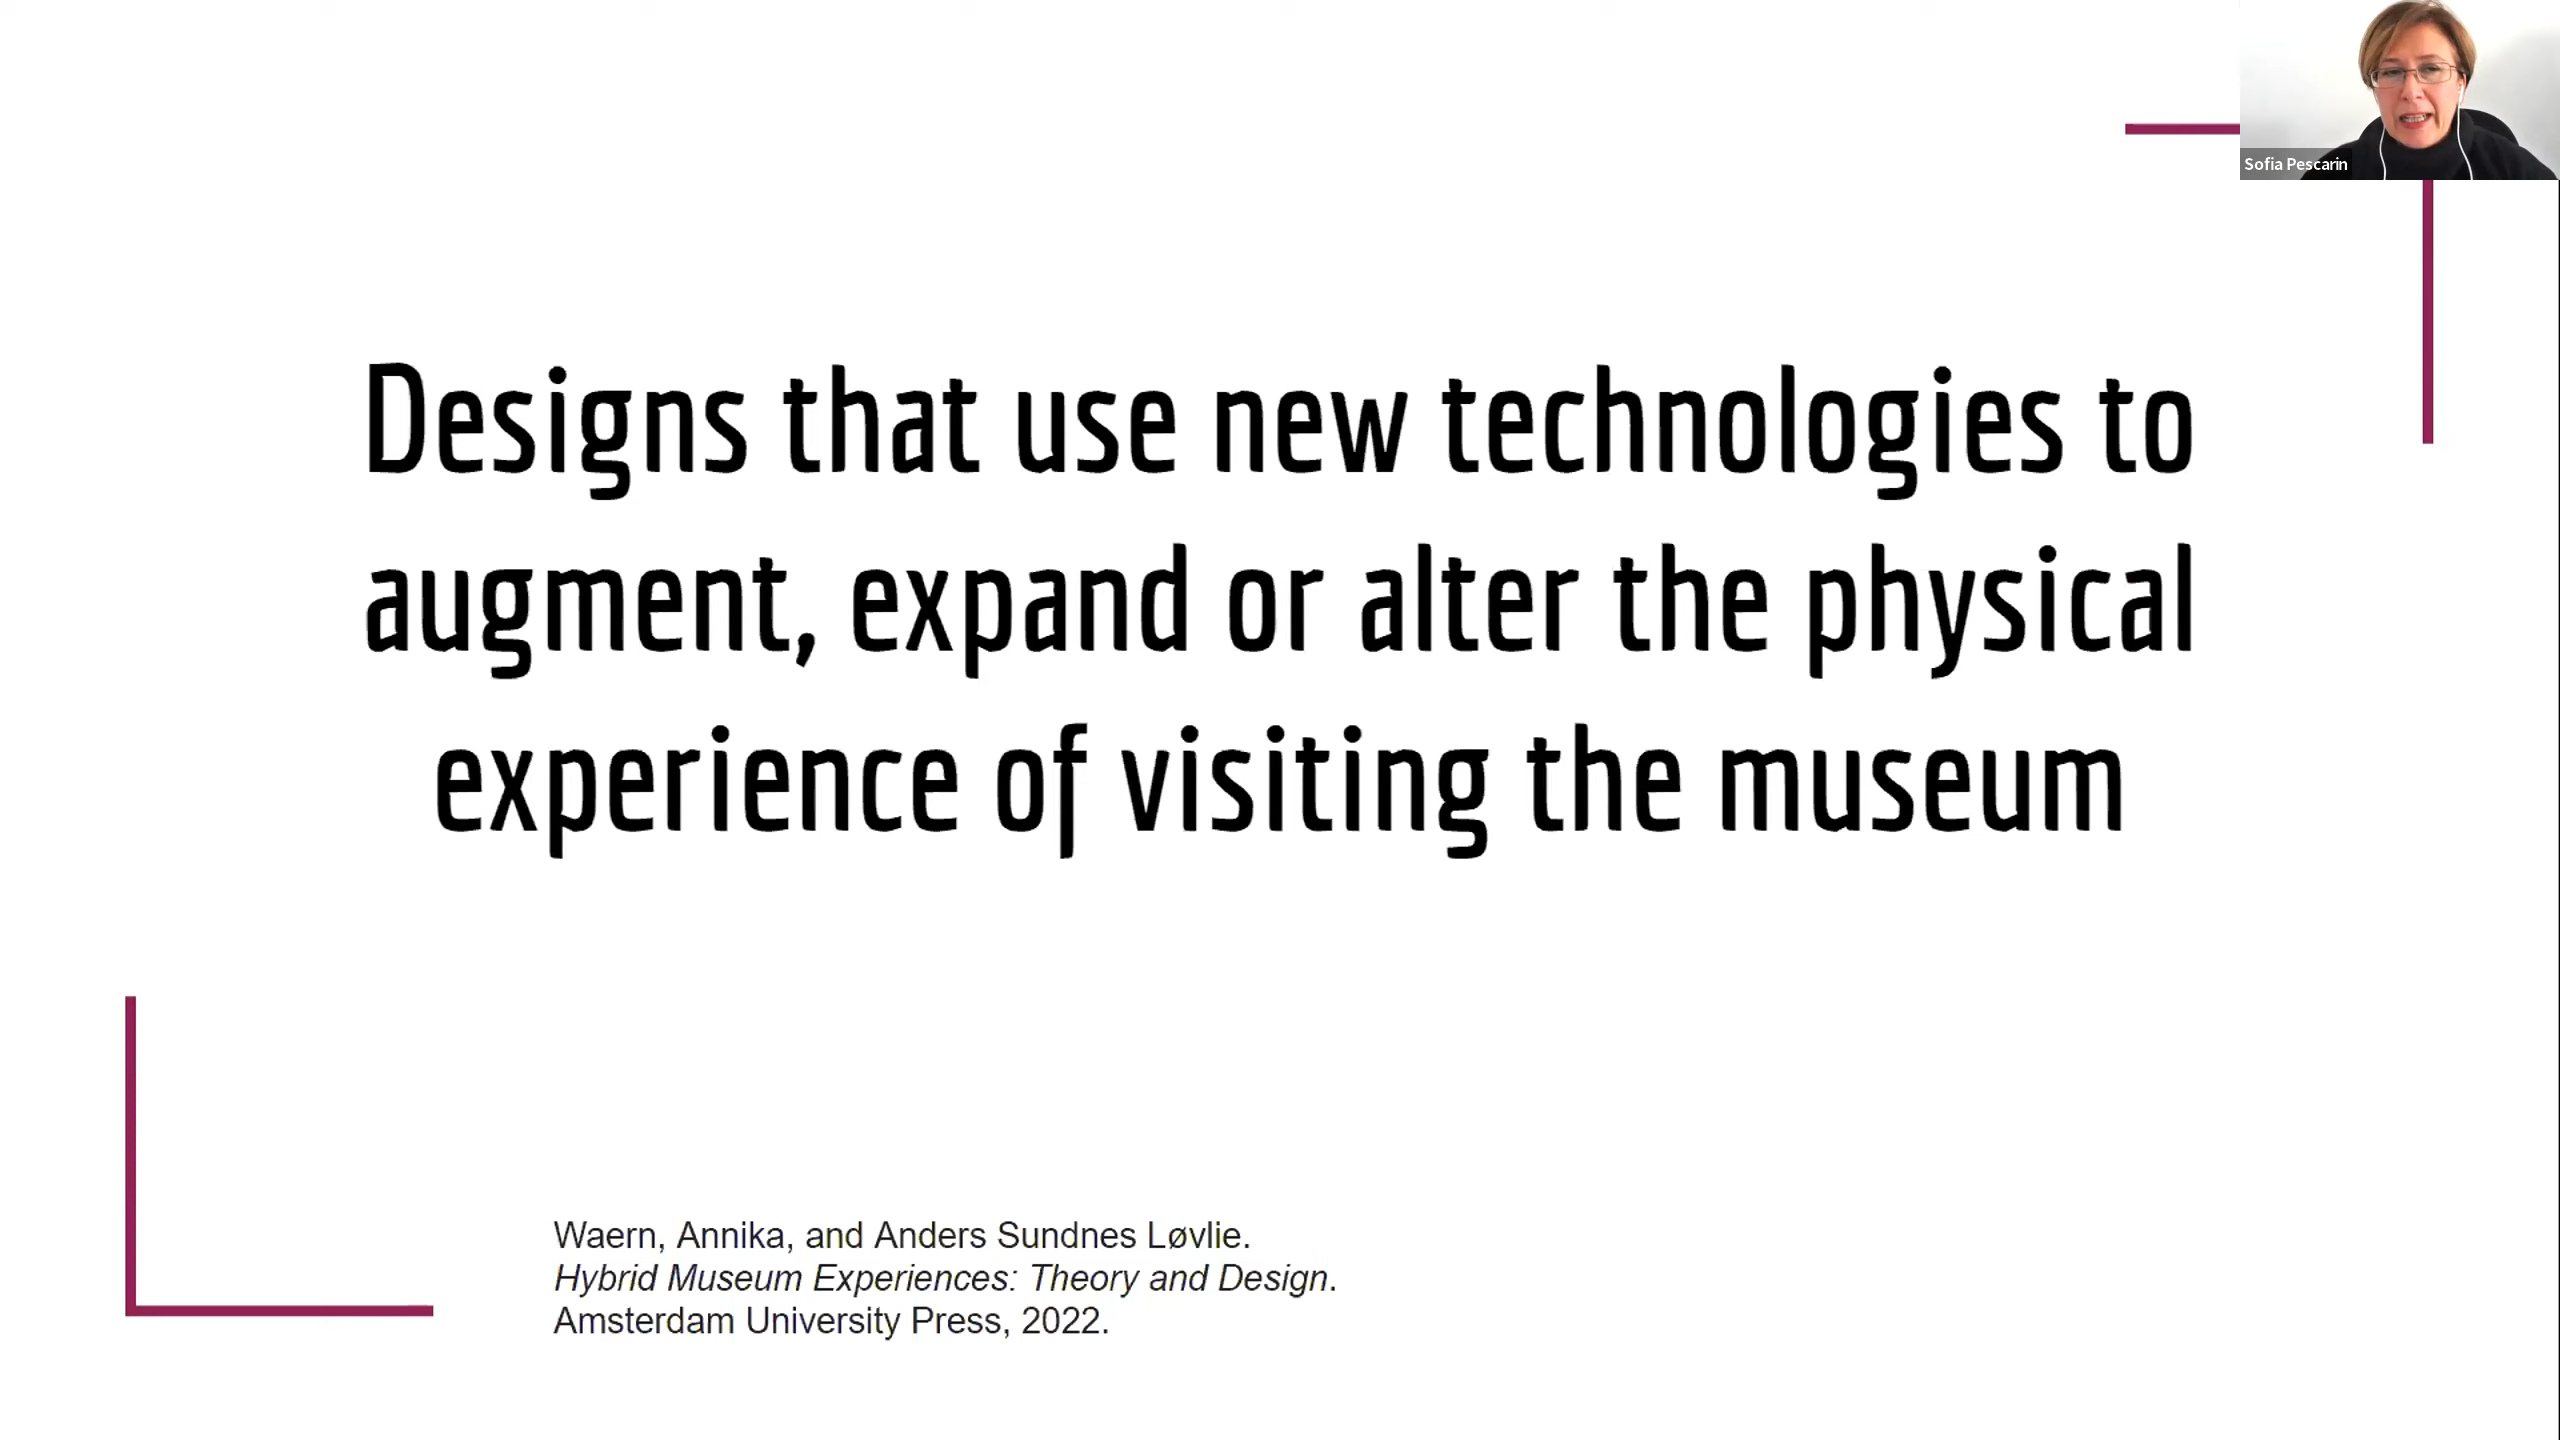 Sofia Pescarin
Designs that use new technologies to
augment, expand or alter the physical
experience of visiting the museum
Waern, Annika, and Anders Sundnes Løvlie.
Hybrid Museum Experiences: Theory and Design.
Amsterdam University Press, 2022.